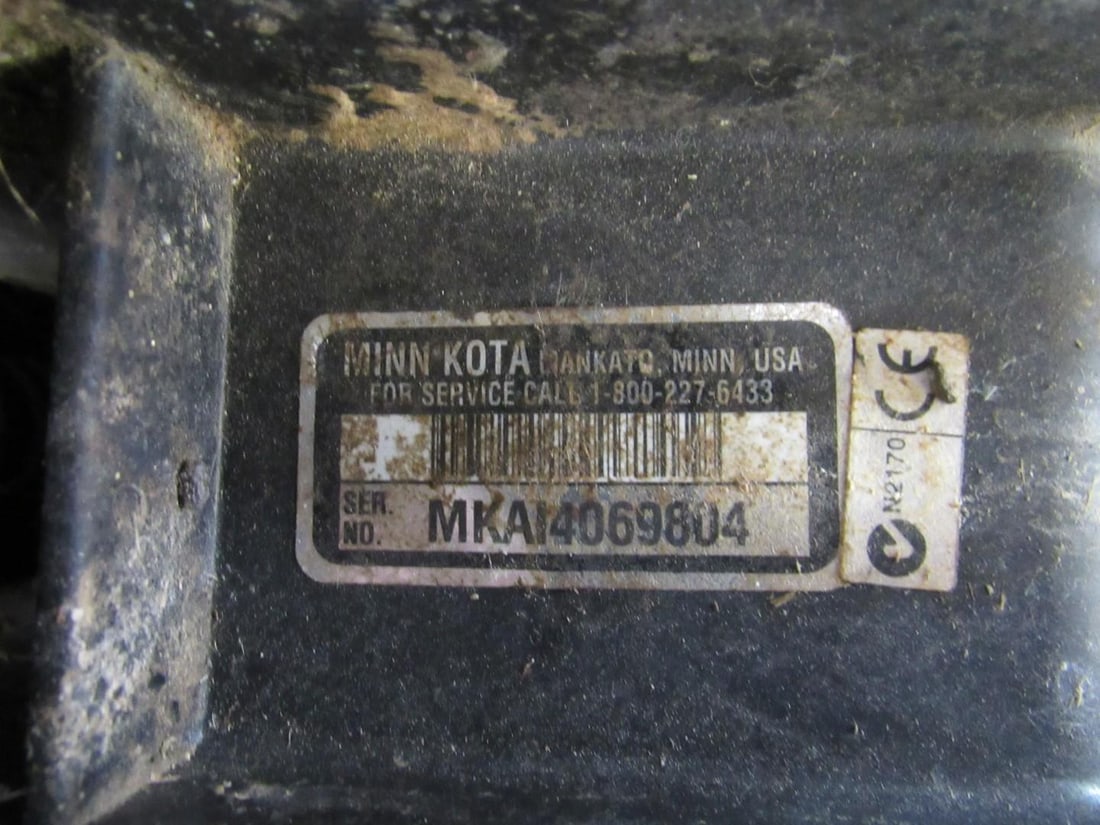 MINN KOTA MANKATO, MINN, USA
FOR SERVICE CALL 1-800-227-6433
SER. NO. MKAI4069804
CE
N2170